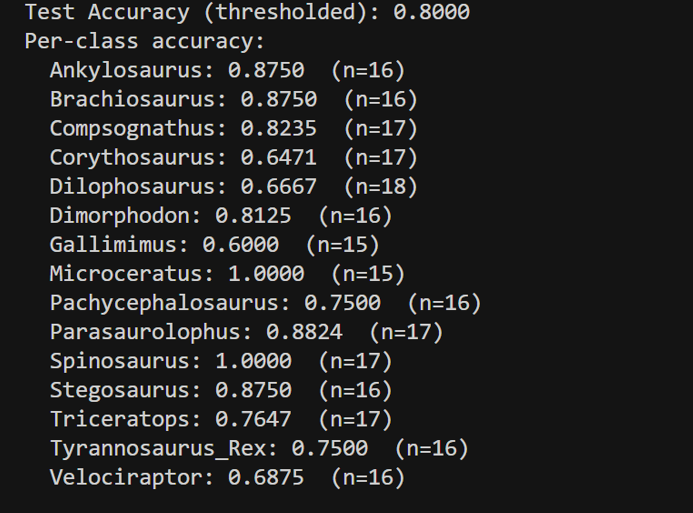 Test Accuracy (thresholded): 0.8000
Per-class accuracy:
Ankylosaurus: 0.8750 (n=16)
Brachiosaurus: 0.8750 (n=16)
Compsognathus: 0.8235 (n=17)
Corythosaurus: 0.6471 (n=17)
Dilophosaurus: 0.6667 (n=18)
Dimorphodon: 0.8125 (n=16)
Gallimimus: 0.6000 (n=15)
Microceratus: 1.0000 (n=15)
Pachycephalosaurus: 0.7500 (n=16)
Parasaurolophus: 0.8824 (n=17)
Spinosaurus: 1.0000 (n=17)
Stegosaurus: 0.8750 (n=16)
Triceratops: 0.7647 (n=17)
Tyrannosaurus_Rex: 0.7500 (n=16)
Velociraptor: 0.6875 (n=16)